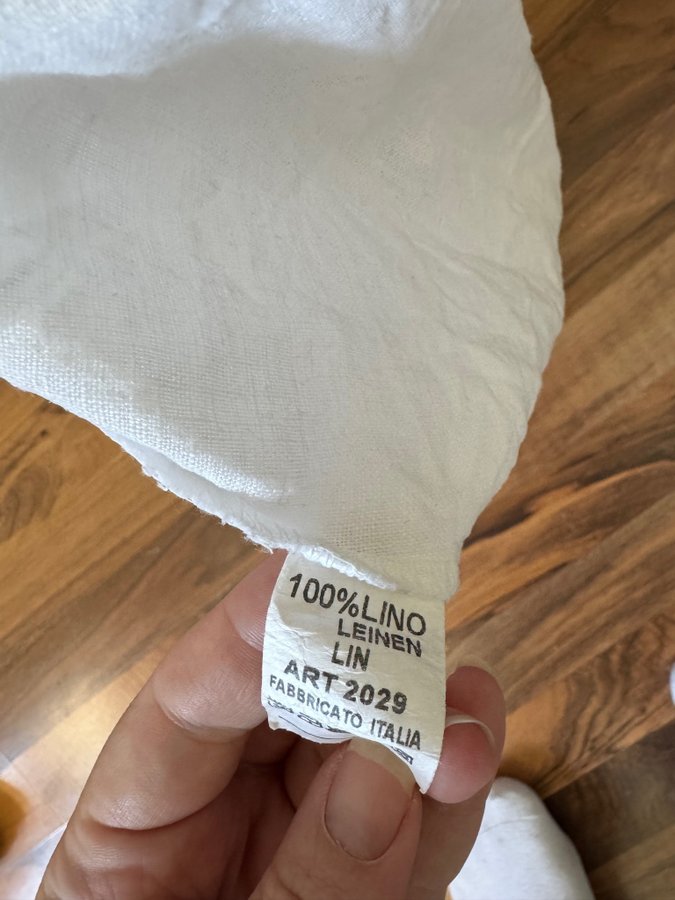 100%LINO
LEINEN
LIN
ART 2029
FABBRICATO ITALIA